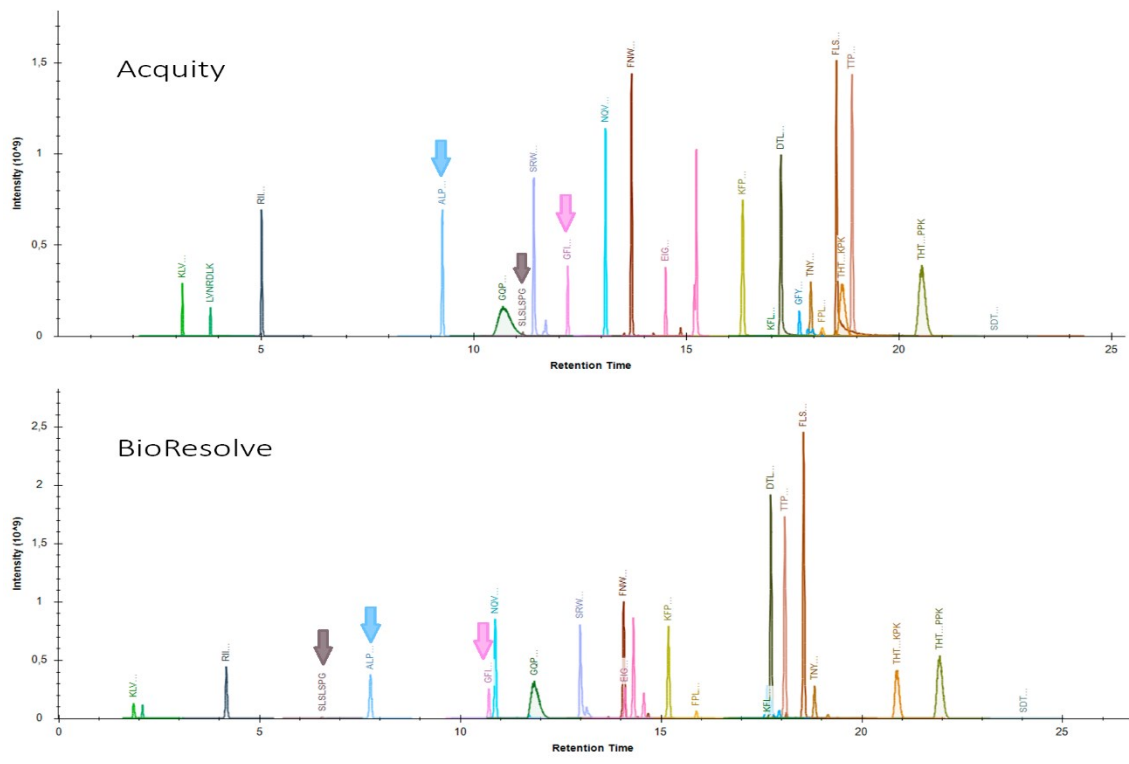 Acquity
Intensity (10^9)
1,5
1
0,5
0
KLV...
LVNRDLK
RII...
ALP...
GQP...
SLSLSPG
SRW...
GFI...
NQV...
FNW...
EIG...
KFP...
KFL...
DTL...
GFY...
TNY...
FPL...
FLS...
THT...KPK
TTP...
THT...PPK
SDT...
5
10
15
20
25
Retention Time
BioResolve
Intensity (10^9)
2,5
2
1,5
1
0,5
0
KLV...
RII...
SLSLSPG
ALP...
GFI...
NQV...
GQP...
SRW...
FNW...
EIG...
KFP...
FPL...
KFL...
DTL...
TTP...
FLS...
TNY...
THT...KPK
THT...PPK
SDT...
0
5
10
15
20
25
Retention Time